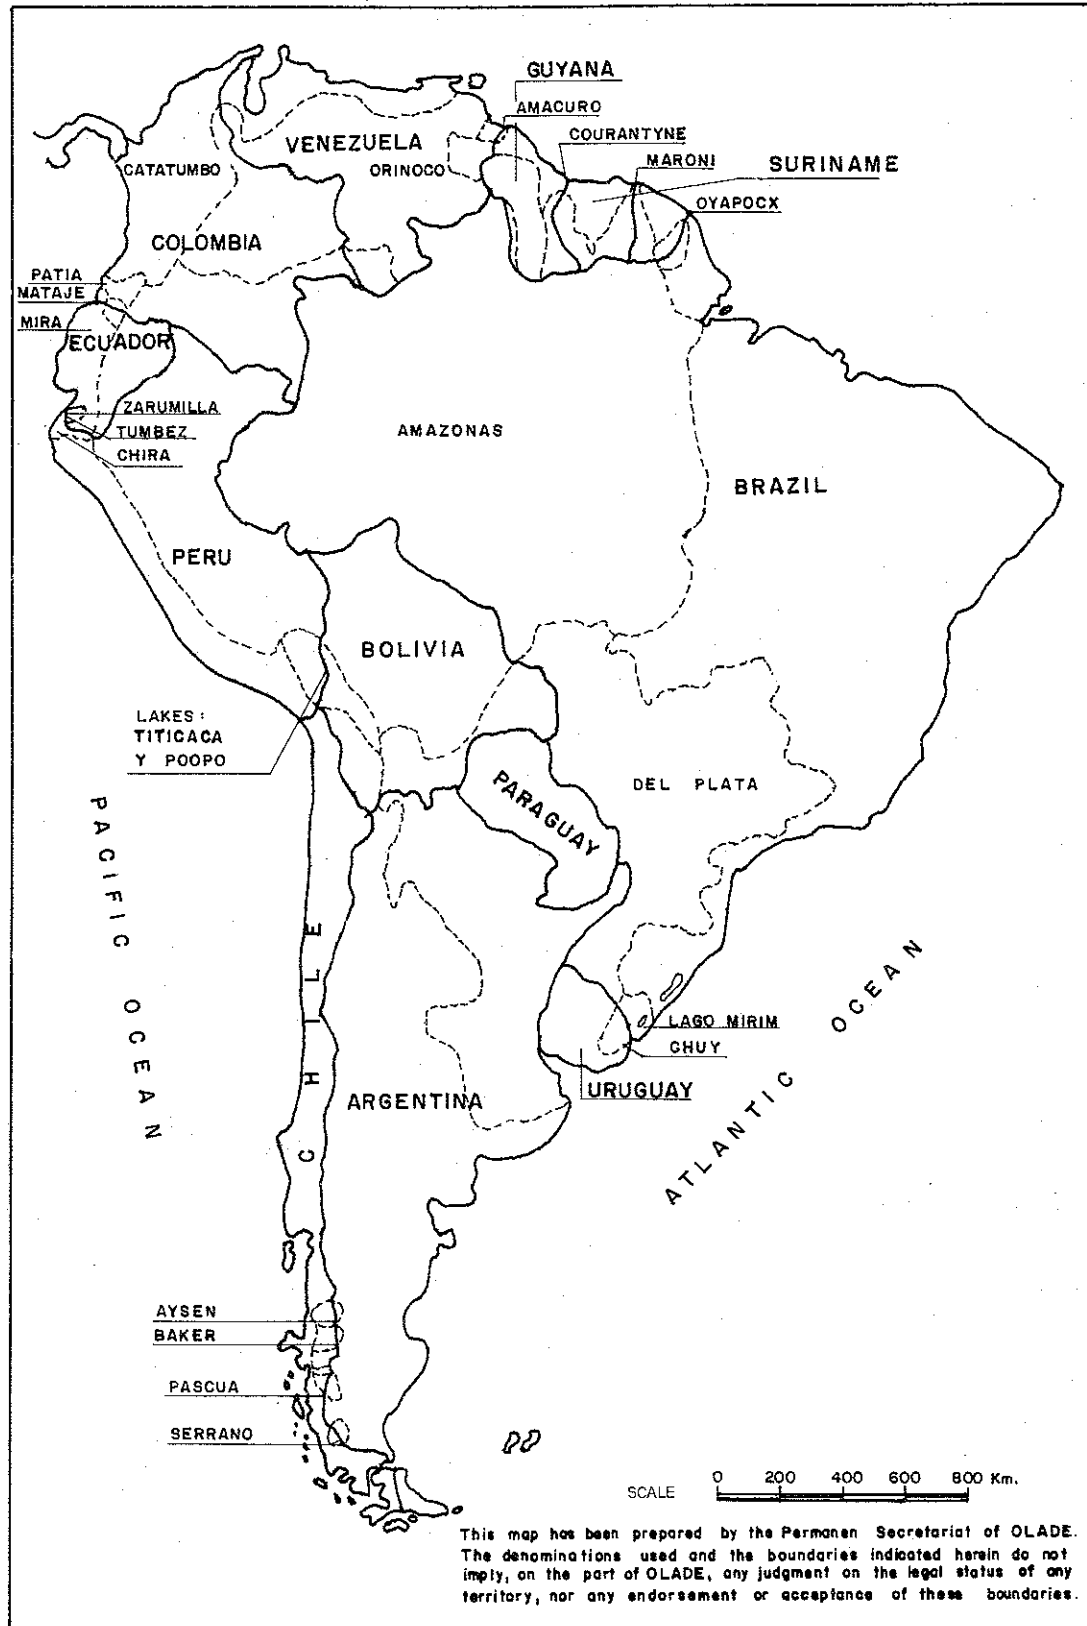 GUYANA
AMACURO
VENEZUELA
COURANTYNE
CATATUMBO
ORINOCO
MARONI
SURINAME
OYAPOCX
COLOMBIA
PATIA
MATAJE
MIRA
ECUADOR
ZARUMILLA
TUMBEZ
CHIRA
AMAZONAS
BRAZIL
PERU
BOLIVIA
LAKES:
TITICACA
Y POOPO
PARAGUAY
DEL PLATA
PACIFIC OCEAN
CHILE
ATLANTIC OCEAN
LAGO MIRIM
CHUY
URUGUAY
ARGENTINA
AYSEN
BAKER
PASCUA
SERRANO
SCALE
0 200 400 600 800 Km.
This map has been prepared by the Permanen Secretariat of OLADE.
The denominations used and the boundaries indicated herein do not
imply, on the part of OLADE, any judgment on the legal status of any
territory, nor any endorsement or acceptance of these boundaries.